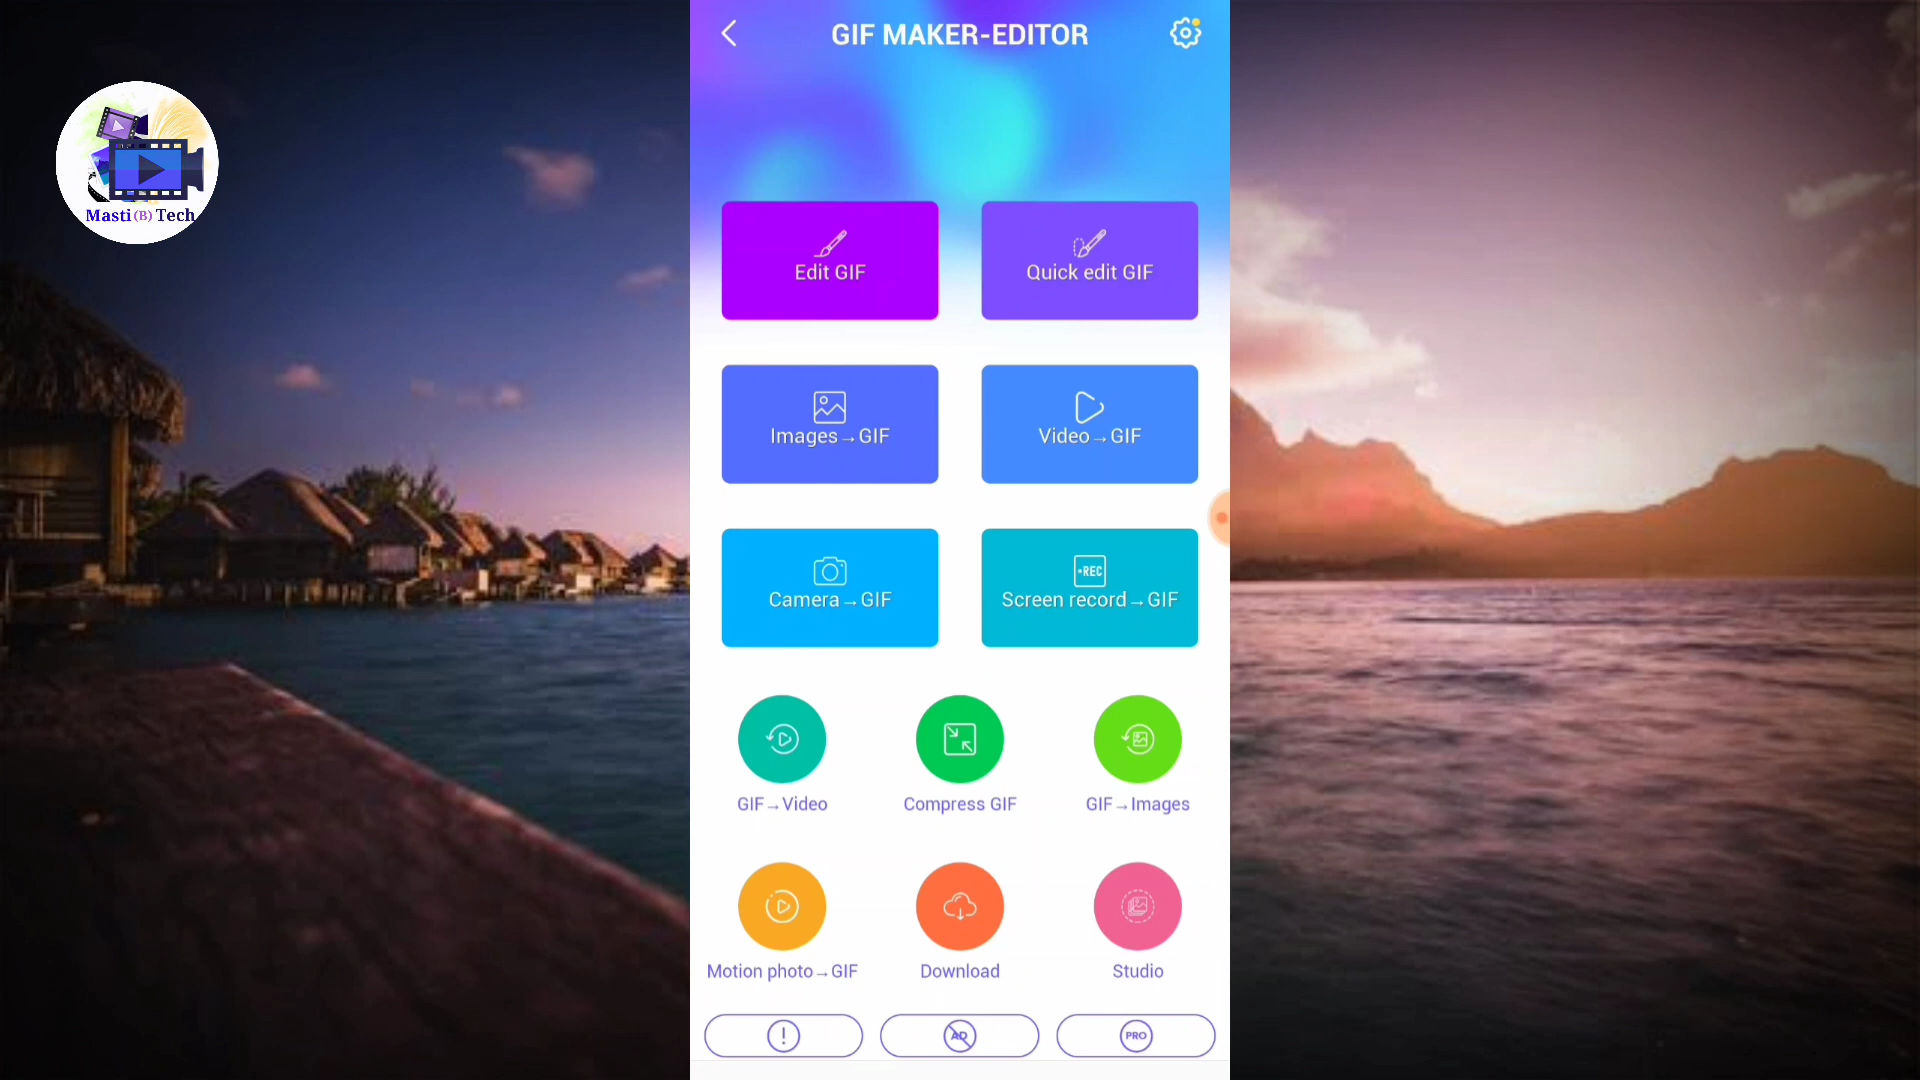 GIF MAKER-EDITOR
Masti (B) Tech
Edit GIF
Quick edit GIF
Images→GIF
Video→GIF
Camera→GIF
•REC
Screen record→GIF
GIF→Video
Compress GIF
GIF→Images
Motion photo→GIF
Download
Studio
!
AD
PRO